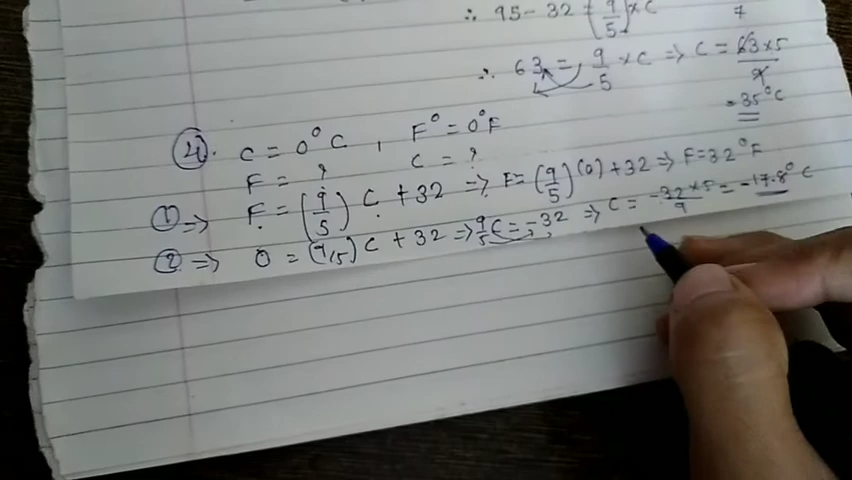 ∴ 95 - 32 = (9/5) × C
7
∴ 63 = 9/5 × C ⇒ C = 63×5/9
= 35°C
4. C = 0°C , F° = 0°F
F = ? C = ?
① ⇒ F = (9/5) C + 32 ⇒ F = (9/5)(0) + 32 ⇒ F = 32°F
② ⇒ 0 = (9/5) C + 32 ⇒ 9/5 C = -32 ⇒ C = -32×5/9 = -17.8°C